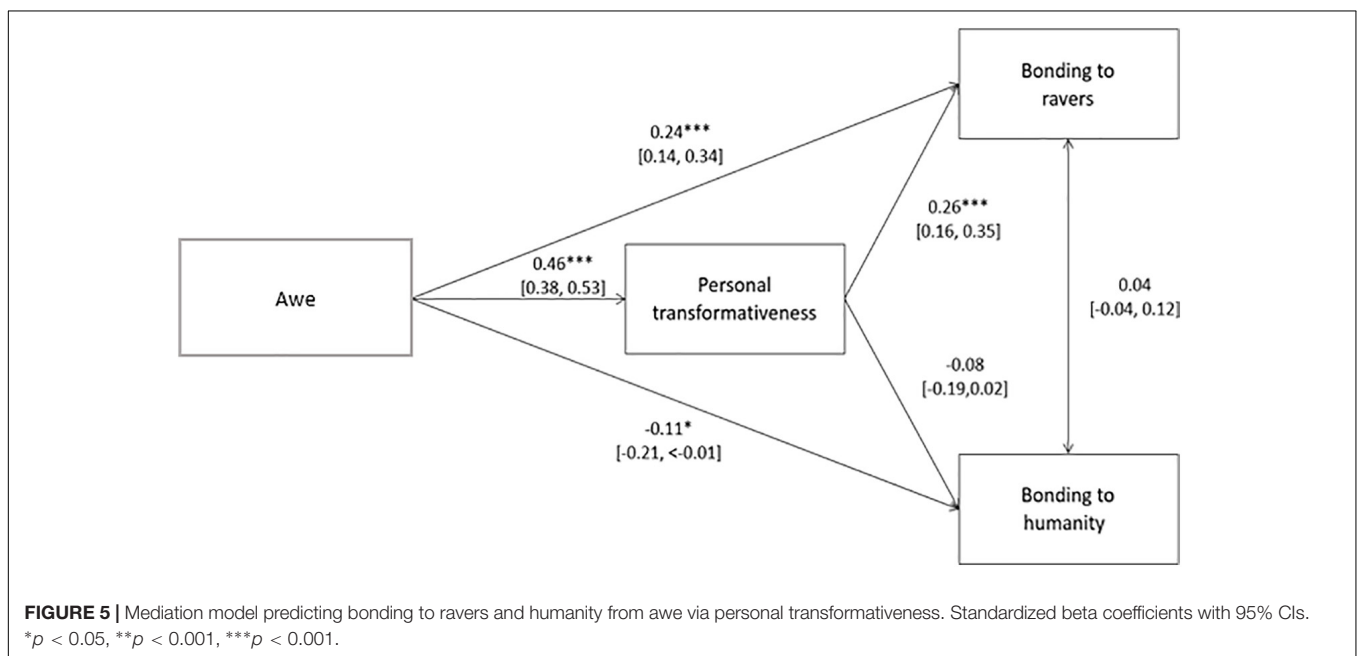 Bonding to
ravers
0.24***
[0.14, 0.34]
0.26***
[0.16, 0.35]
0.46***
[0.38, 0.53]
Awe
Personal
transformativeness
0.04
[-0.04, 0.12]
-0.08
[-0.19,0.02]
-0.11*
[-0.21, <-0.01]
Bonding to
humanity
FIGURE 5 | Mediation model predicting bonding to ravers and humanity from awe via personal transformativeness. Standardized beta coefficients with 95% CIs.
*p < 0.05, **p < 0.001, ***p < 0.001.